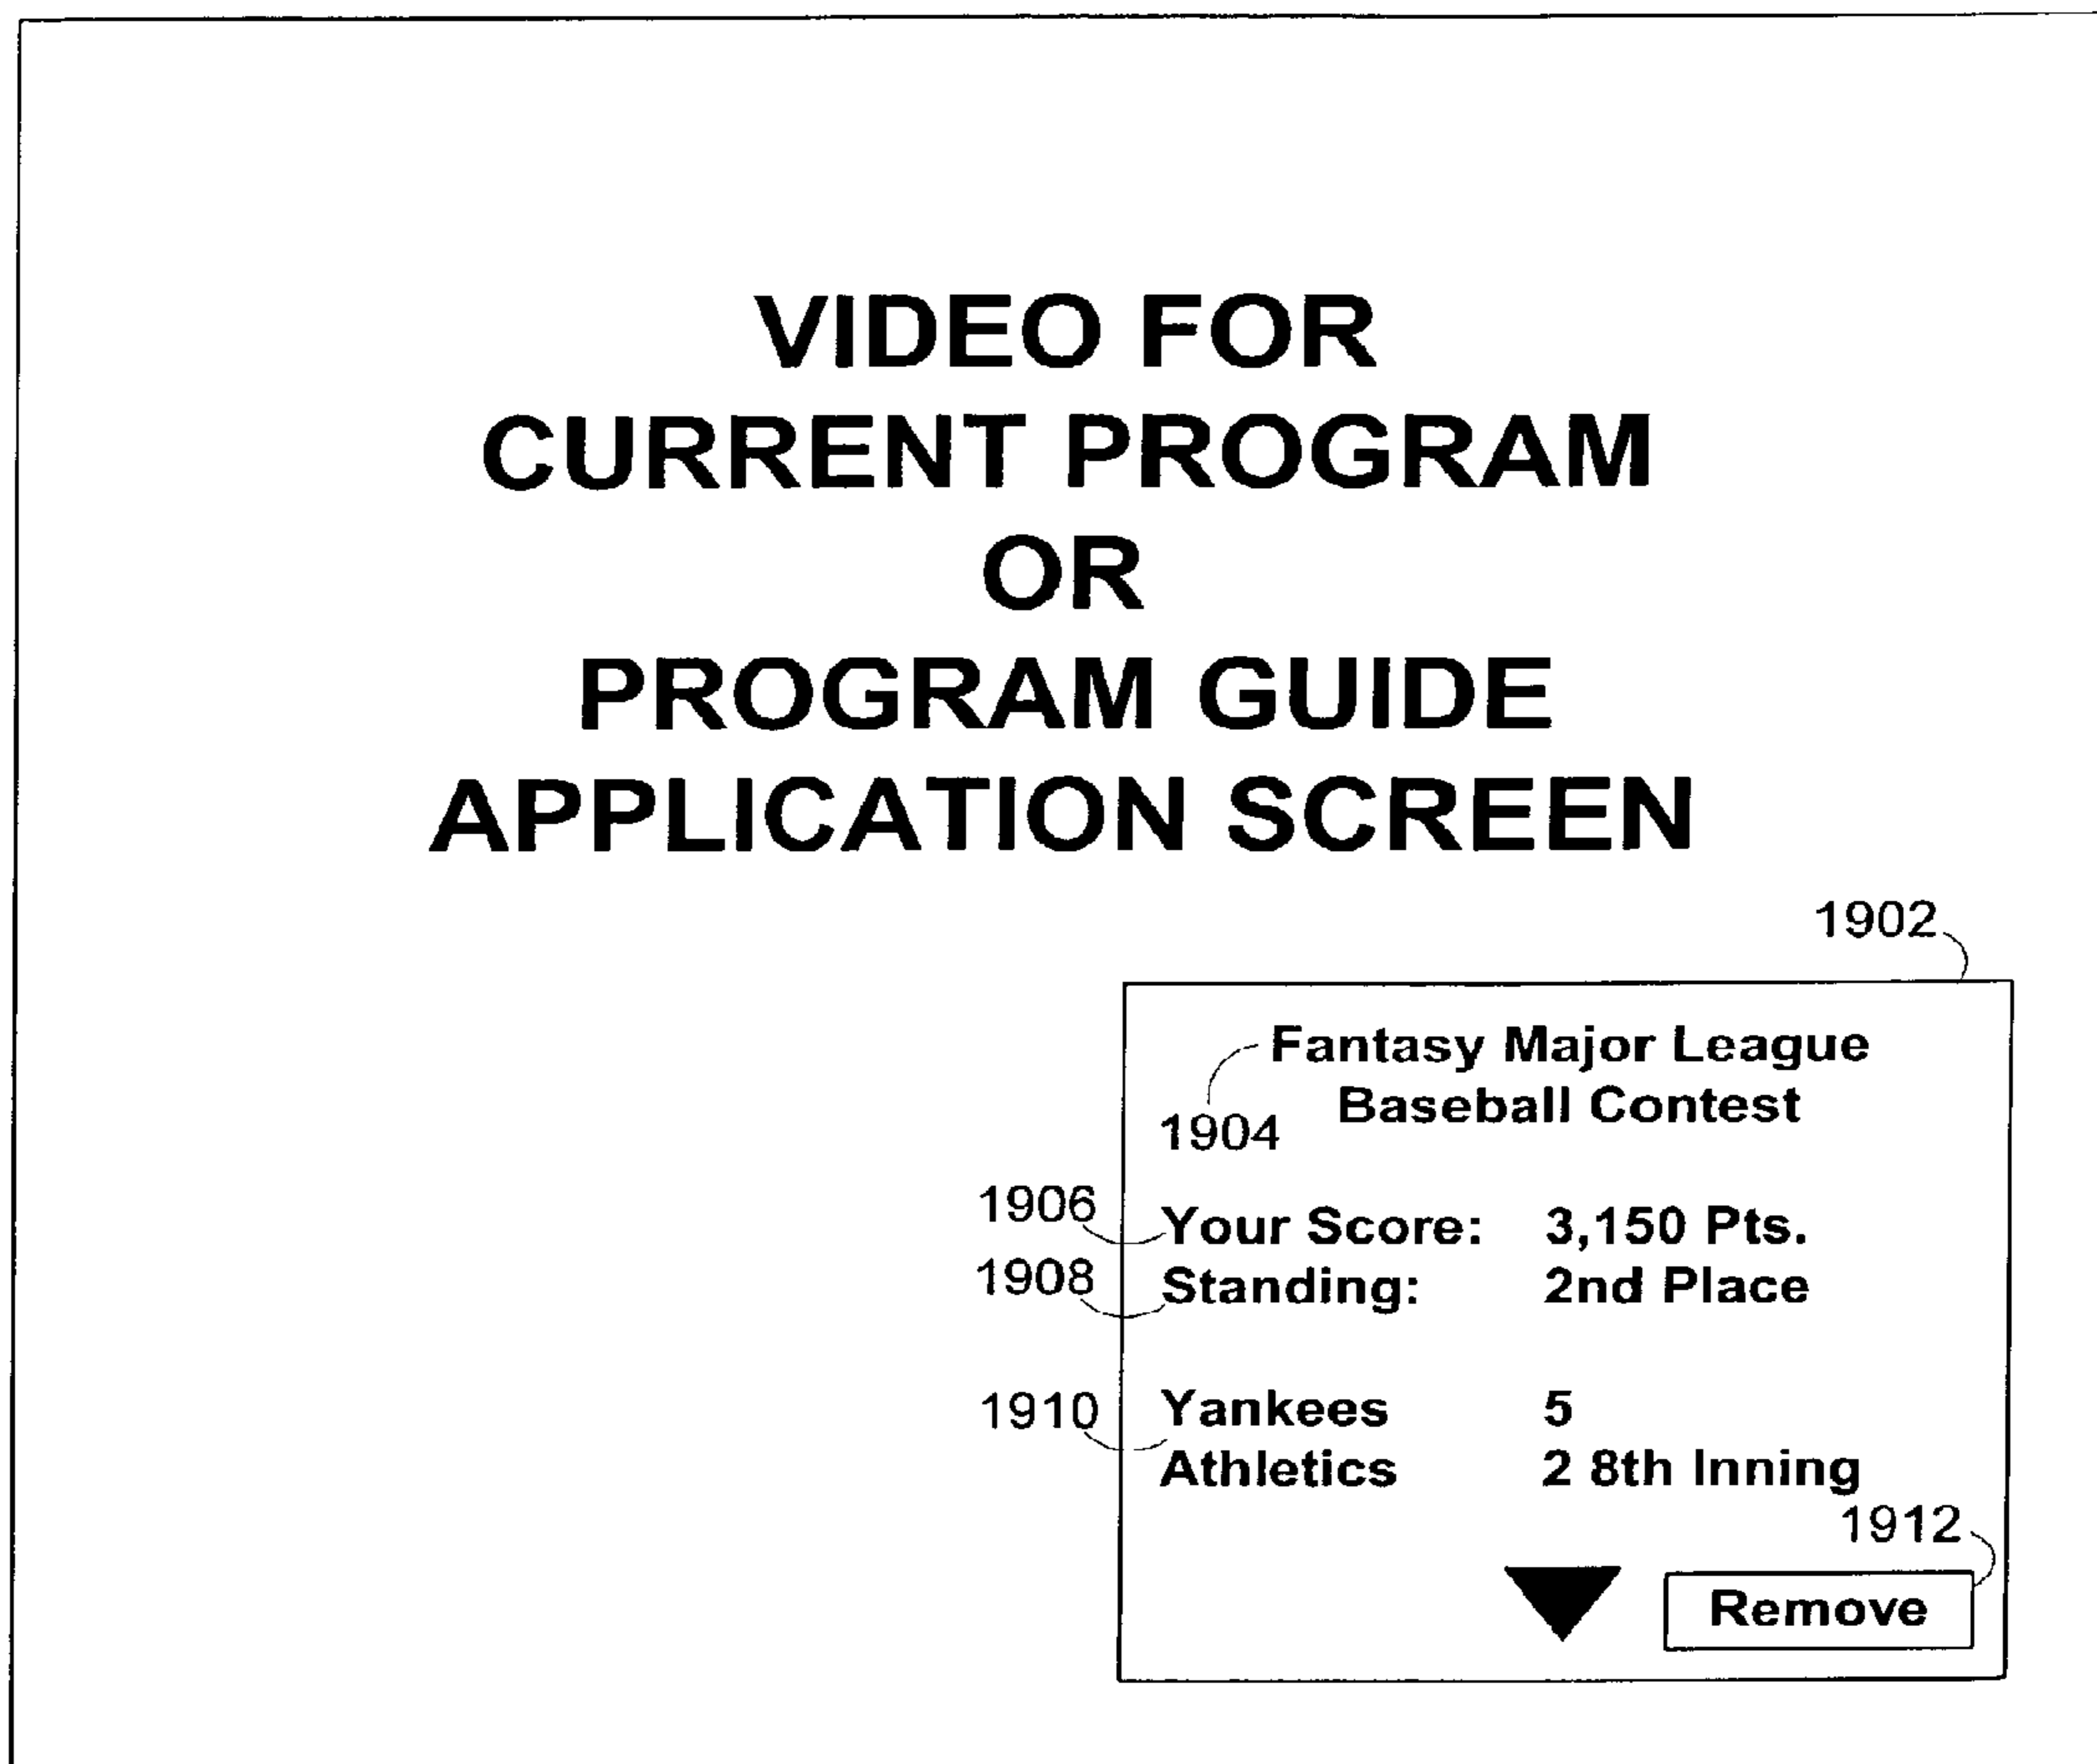 VIDEO FOR
CURRENT PROGRAM
OR
PROGRAM GUIDE
APPLICATION SCREEN
1902
Fantasy Major League
Baseball Contest
1904
1906
Your Score: 3,150 Pts.
1908
Standing: 2nd Place
1910
Yankees 5
Athletics 2 8th Inning
1912
Remove